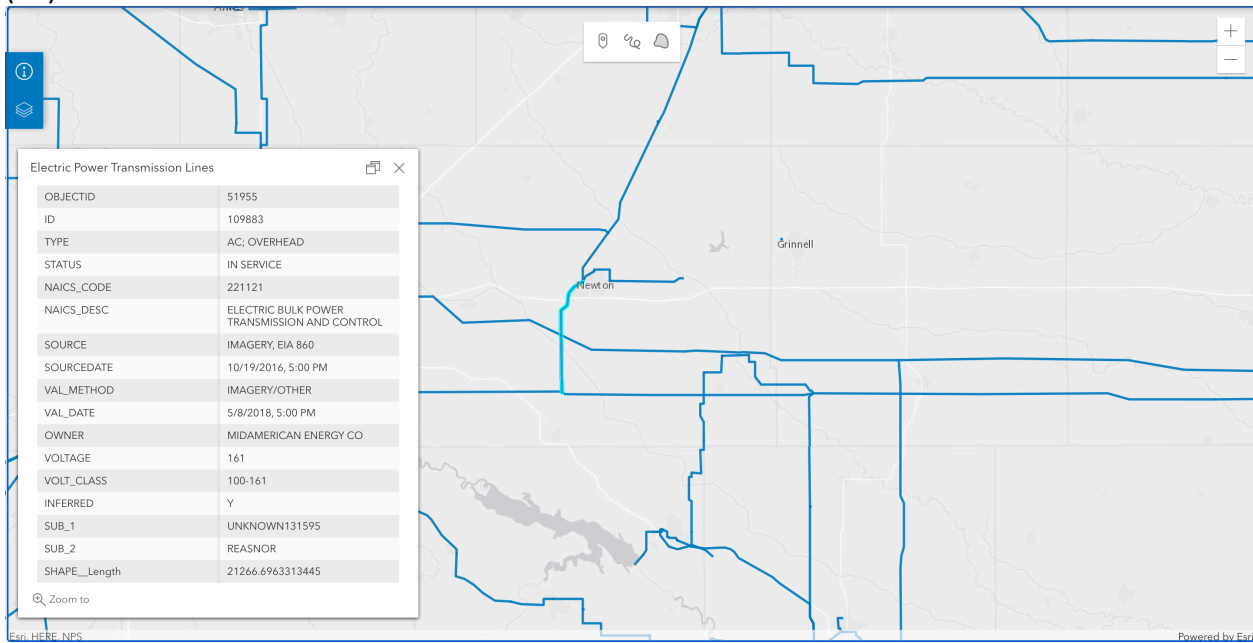 Electric Power Transmission Lines
OBJECTID 51955
ID 109883
TYPE AC; OVERHEAD
STATUS IN SERVICE
NAICS_CODE 221121
NAICS_DESC ELECTRIC BULK POWER
TRANSMISSION AND CONTROL
SOURCE IMAGERY, EIA 860
SOURCEDATE 10/19/2016, 5:00 PM
VAL_METHOD IMAGERY/OTHER
VAL_DATE 5/8/2018, 5:00 PM
OWNER MIDAMERICAN ENERGY CO
VOLTAGE 161
VOLT_CLASS 100-161
INFERRED Y
SUB_1 UNKNOWN131595
SUB_2 REASNOR
SHAPE__Length 21266.6963313445
Zoom to
Grinnell
Newton
Esri, HERE, NPS
Powered by Esri